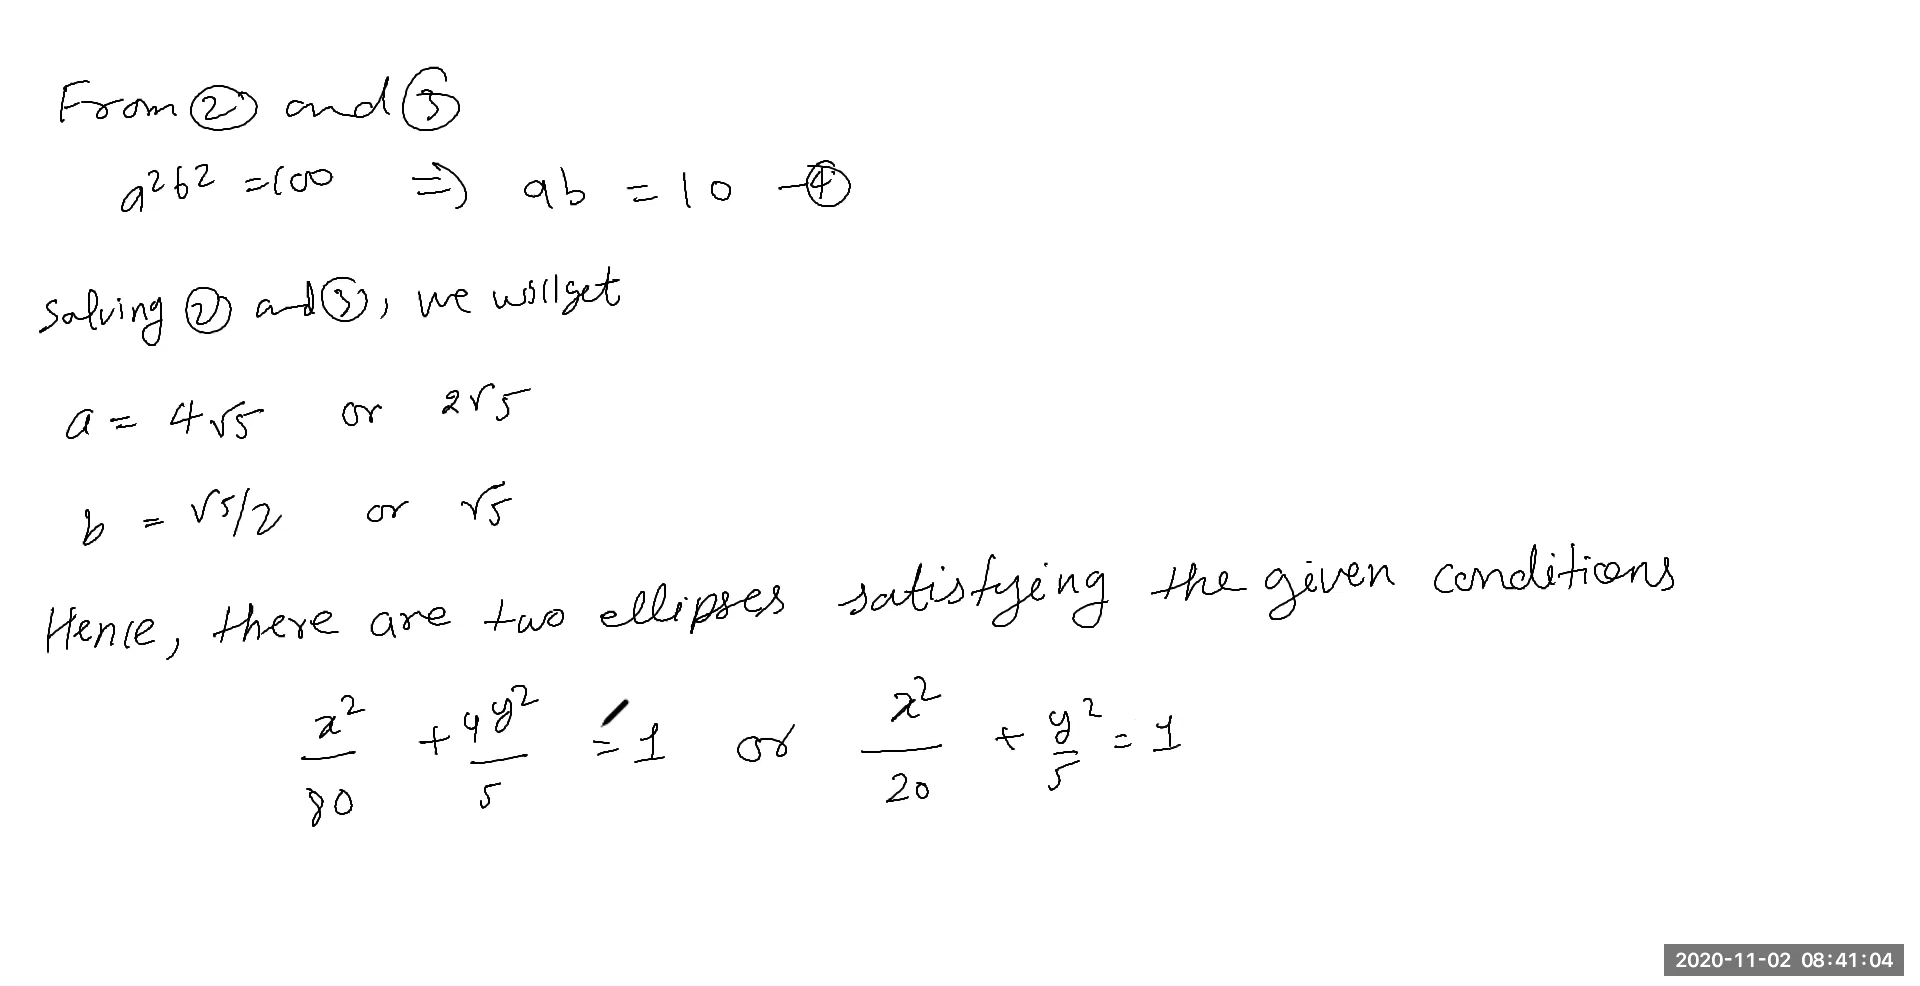 From ② and ③
a²b² = 100 ⇒ ab = 10 —④
Solving ② and ③, we will get
a = 4√5 or 2√5
b = √5/2 or √5
Hence, there are two ellipses satisfying the given conditions
x²/80 + 4y²/5 = 1 or x²/20 + y²/5 = 1
2020-11-02 08:41:04